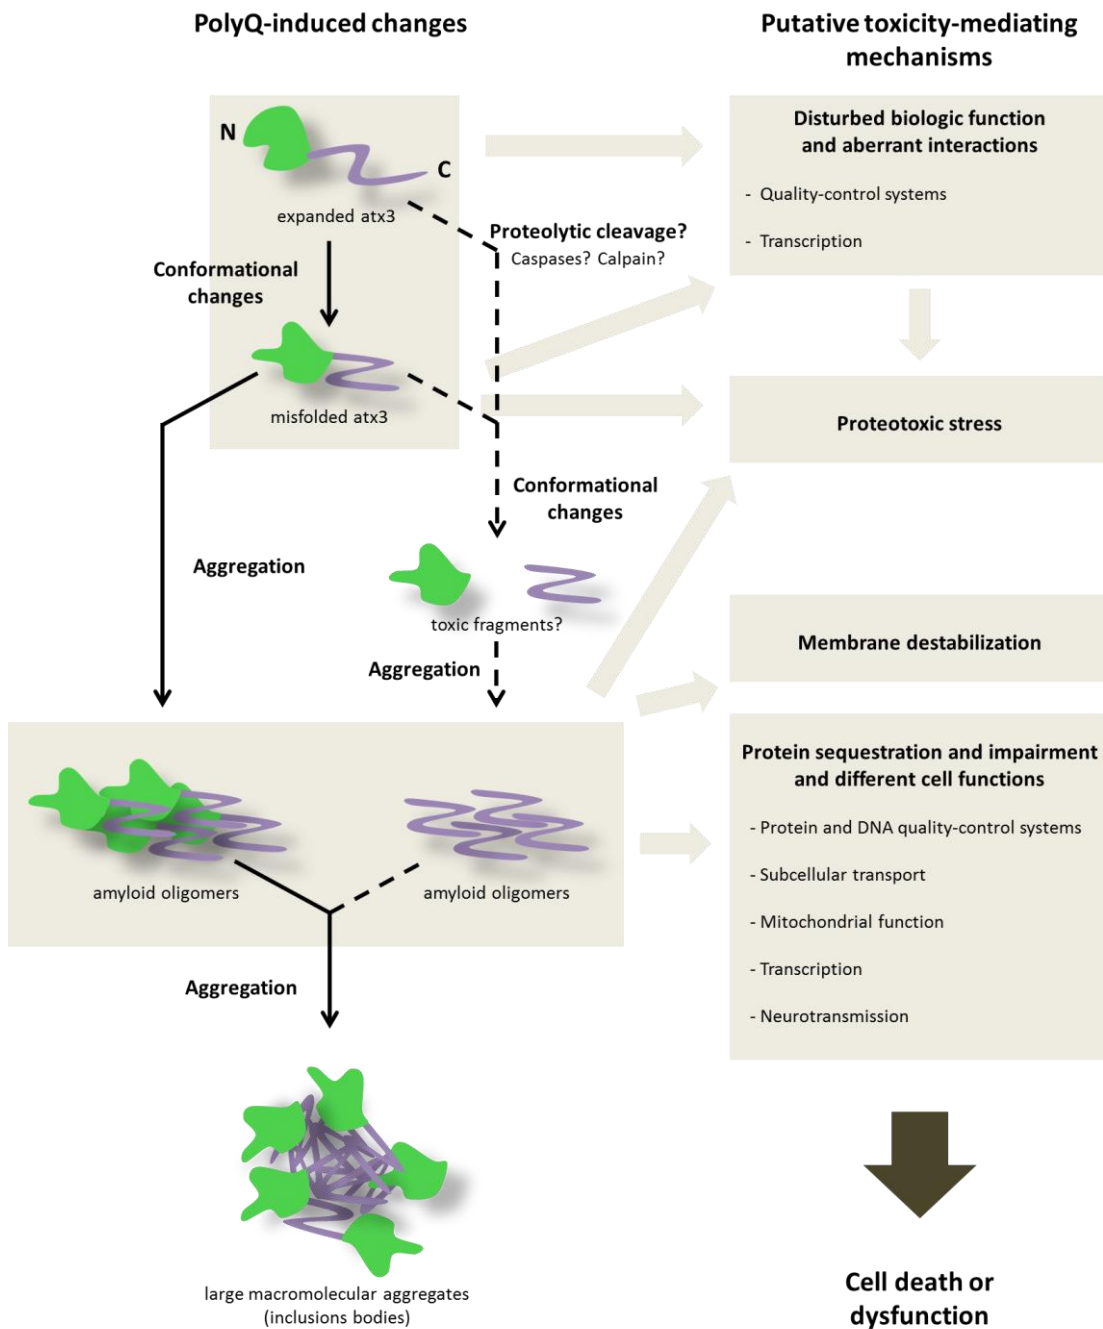 PolyQ-induced changes
Putative toxicity-mediating
mechanisms
N
C
expanded atx3
Conformational
changes
Proteolytic cleavage?
Caspases? Calpain?
misfolded atx3
Aggregation
Conformational
changes
toxic fragments?
Aggregation
amyloid oligomers
amyloid oligomers
Aggregation
large macromolecular aggregates
(inclusions bodies)
Disturbed biologic function
and aberrant interactions
- Quality-control systems
- Transcription
Proteotoxic stress
Membrane destabilization
Protein sequestration and impairment
and different cell functions
- Protein and DNA quality-control systems
- Subcellular transport
- Mitochondrial function
- Transcription
- Neurotransmission
Cell death or
dysfunction